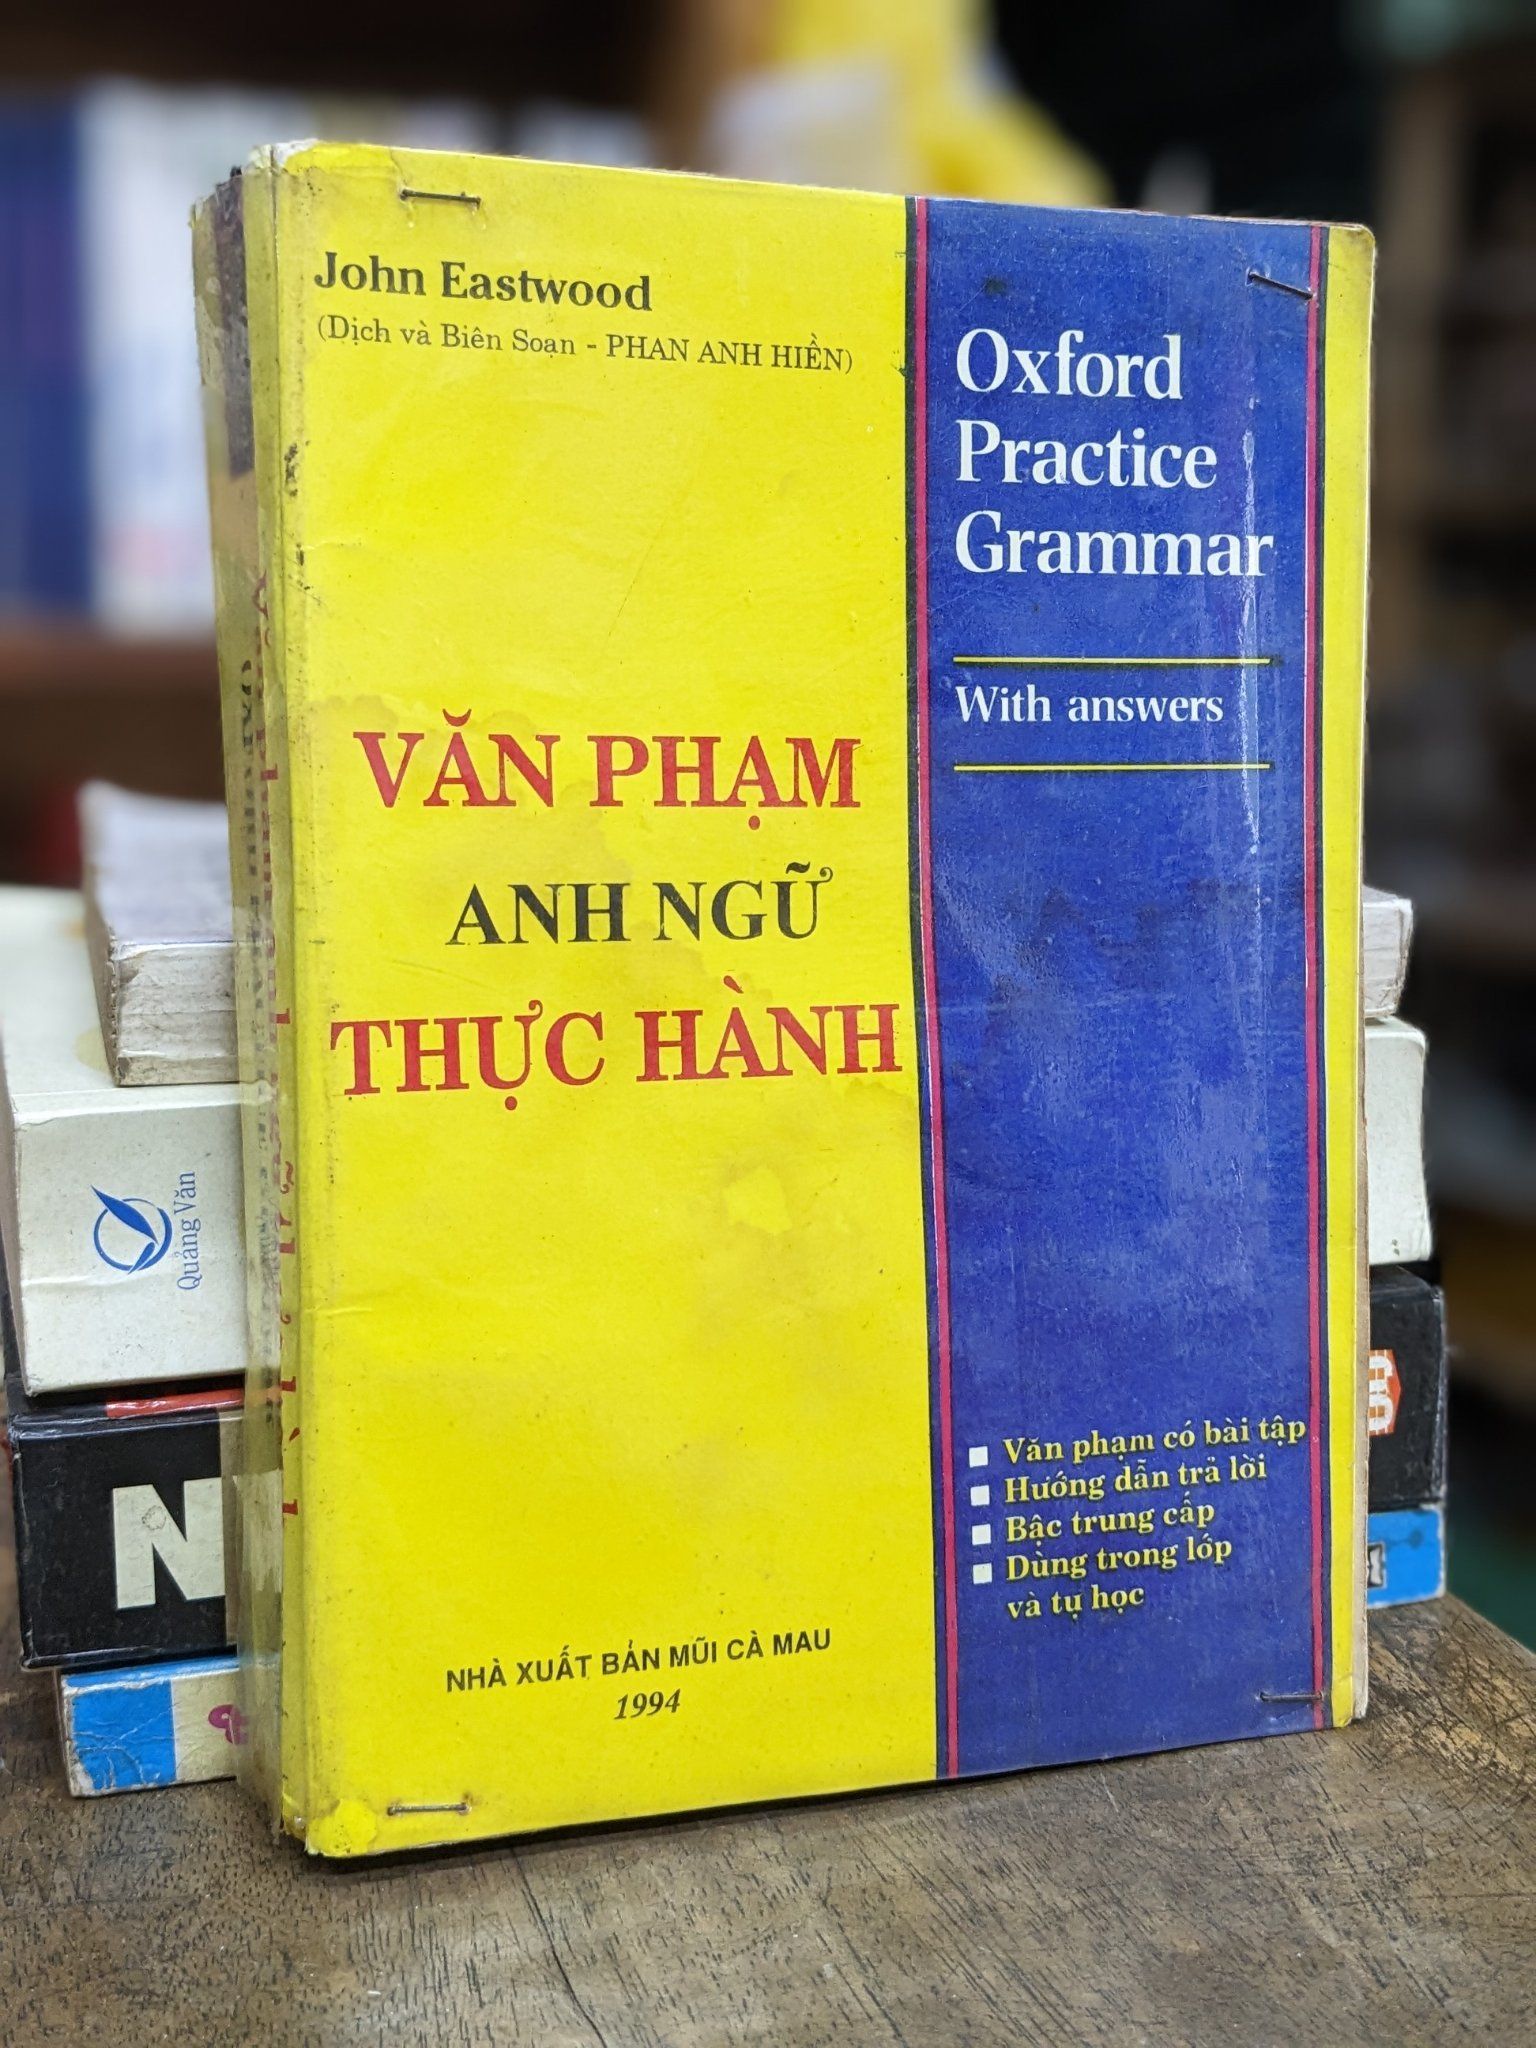 John Eastwood
(Dịch và Biên Soạn - PHAN ANH HIỀN)
VĂN PHẠM
ANH NGỮ
THỰC HÀNH
NHÀ XUẤT BẢN MŨI CÀ MAU
1994
Oxford
Practice
Grammar
With answers
Văn phạm có bài tập
Hướng dẫn trả lời
Bậc trung cấp
Dùng trong lớp
và tự học
Quảng Văn
N